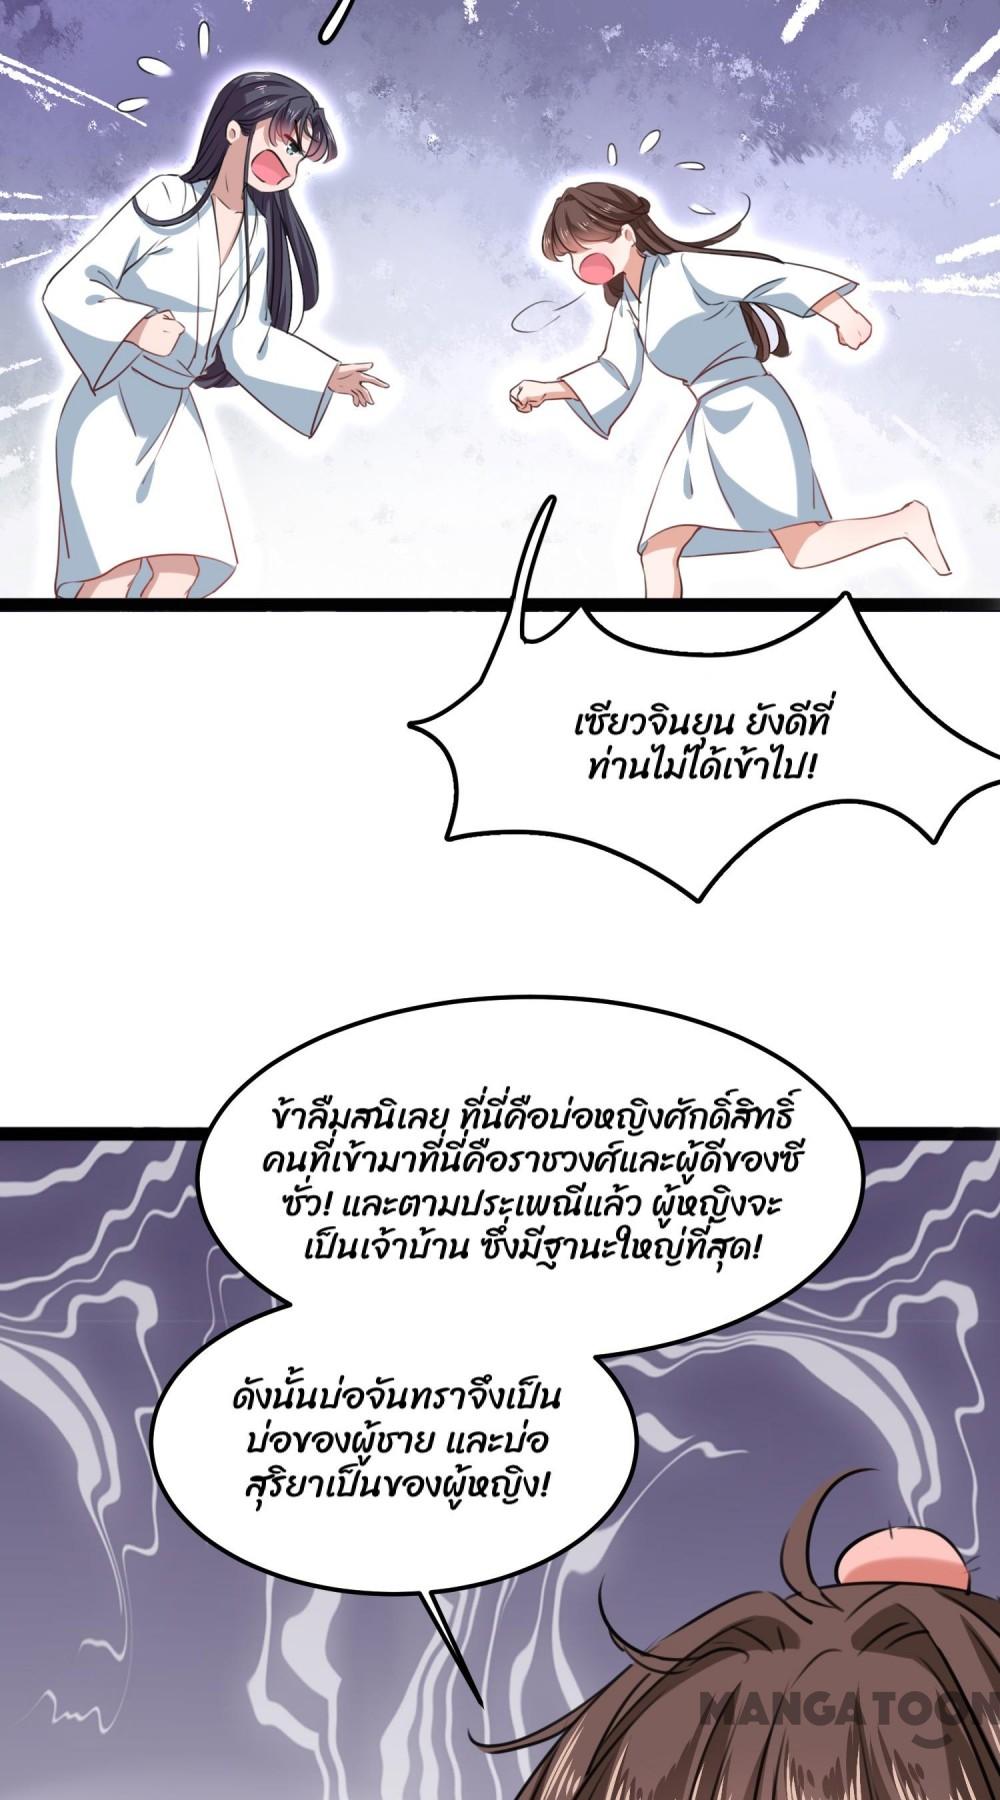 เซียวจินยุน ยังดีที่
ท่านไม่ได้เข้าไป!
ข้าลืมสนิเลย ที่นี่คือบ่อหญิงศักดิ์สิทธิ์
คนที่เข้ามาที่นี่คือราชวงศ์และผู้ดีของซี
ซั่ว! และตามประเพณีแล้ว ผู้หญิงจะ
เป็นเจ้าบ้าน ซึ่งมีฐานะใหญ่ที่สุด!
ดังนั้นบ่อจันทราจึงเป็น
บ่อของผู้ชาย และบ่อ
สุริยาเป็นของผู้หญิง!
MANGATOON